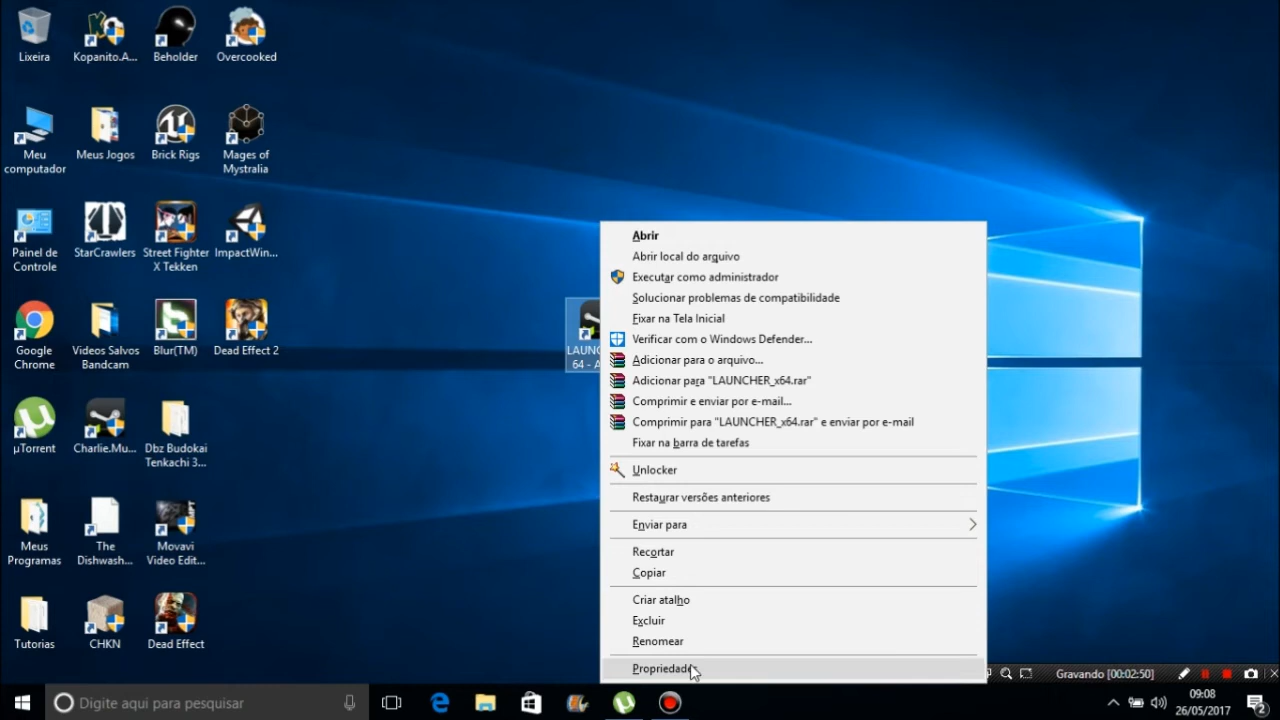 Lixeira
Kopanito.A...
Beholder
Overcooked
Meu
computador
Meus Jogos
Brick Rigs
Mages of
Mystralia
Painel de
Controle
StarCrawlers
Street Fighter
X Tekken
ImpactWin...
Google
Chrome
Videos Salvos
Bandcam
Blur(TM)
Dead Effect 2
µTorrent
Charlie.Mu...
Dbz Budokai
Tenkachi 3...
Meus
Programas
The
Dishwash...
Movavi
Video Edit...
Tutorias
CHKN
Dead Effect
64 - A
Abrir
Abrir local do arquivo
Executar como administrador
Solucionar problemas de compatibilidade
Fixar na Tela Inicial
Verificar com o Windows Defender...
Adicionar para o arquivo...
Adicionar para "LAUNCHER_x64.rar"
Comprimir e enviar por e-mail...
Comprimir para "LAUNCHER_x64.rar" e enviar por e-mail
Fixar na barra de tarefas
Unlocker
Restaurar versões anteriores
Enviar para
Recortar
Copiar
Criar atalho
Excluir
Renomear
Propriedades
Gravando [00:02:50]
Digite aqui para pesquisar
09:08
26/05/2017
2